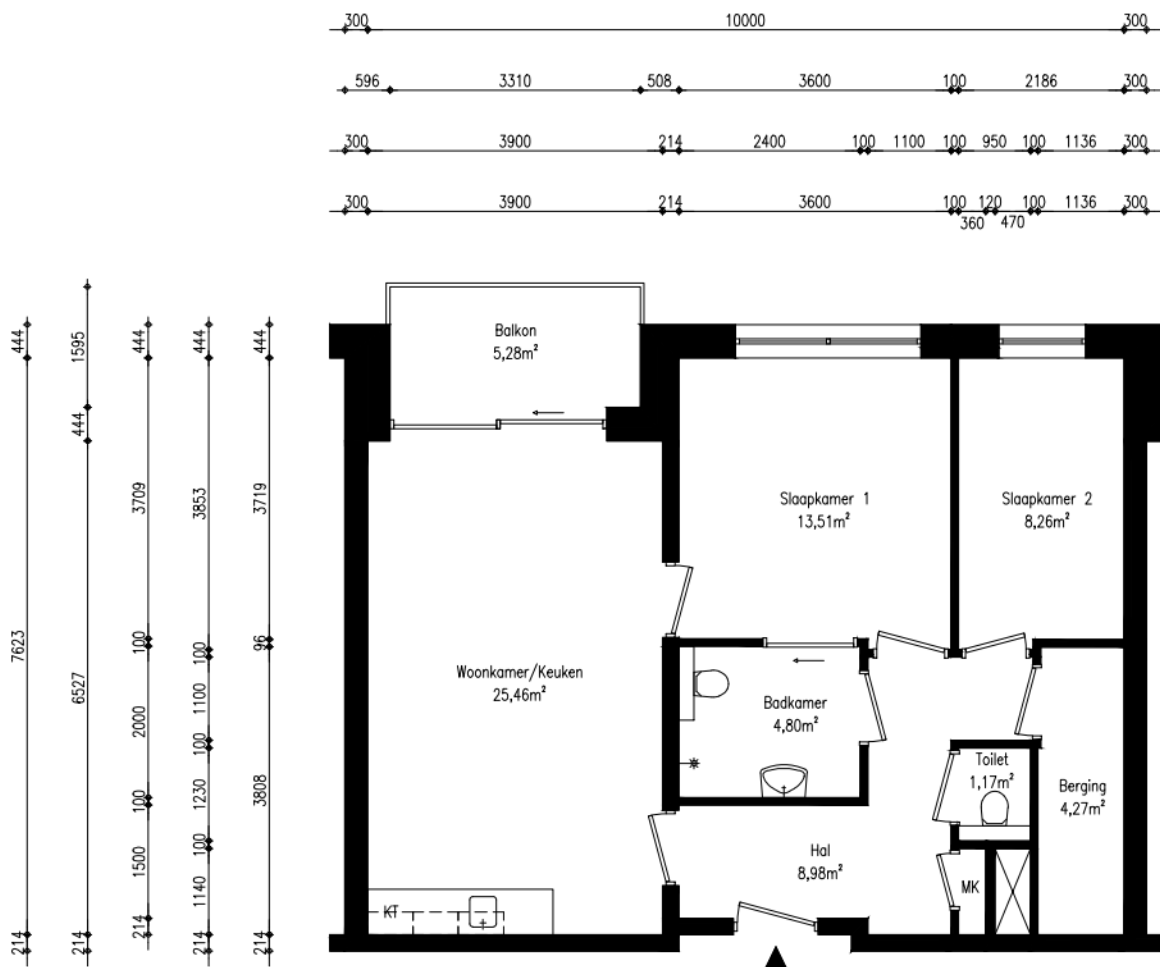 300 10000 300
596 3310 508 3600 100 2186 300
300 3900 214 2400 100 1100 100 950 100 1136 300
300 3900 214 3600 100 120 100 1136 300
360 470
444 7623 214
1595 444 6527 214
444 3709 100 2000 100 1500 214
444 3853 100 1100 100 1230 100 1140 214
444 3719 96 3808 214
Balkon
5,28m²
Slaapkamer 1
13,51m²
Slaapkamer 2
8,26m²
Woonkamer/Keuken
25,46m²
Badkamer
4,80m²
Toilet
1,17m²
Berging
4,27m²
Hal
8,98m²
MK
KT